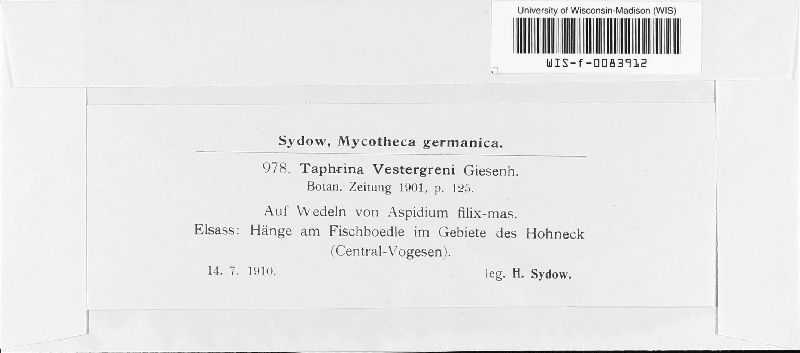 University of Wisconsin-Madison (WIS)
WIS-f-0083912
Sydow, Mycotheca germanica.
978. Taphrina Vestergreni Giesenh.
Botan. Zeitung 1901, p. 125.
Auf Wedeln von Aspidium filix-mas.
Elsass: Hänge am Fischboedle im Gebiete des Hohneck
(Central-Vogesen).
14. 7. 1910. leg. H. Sydow.